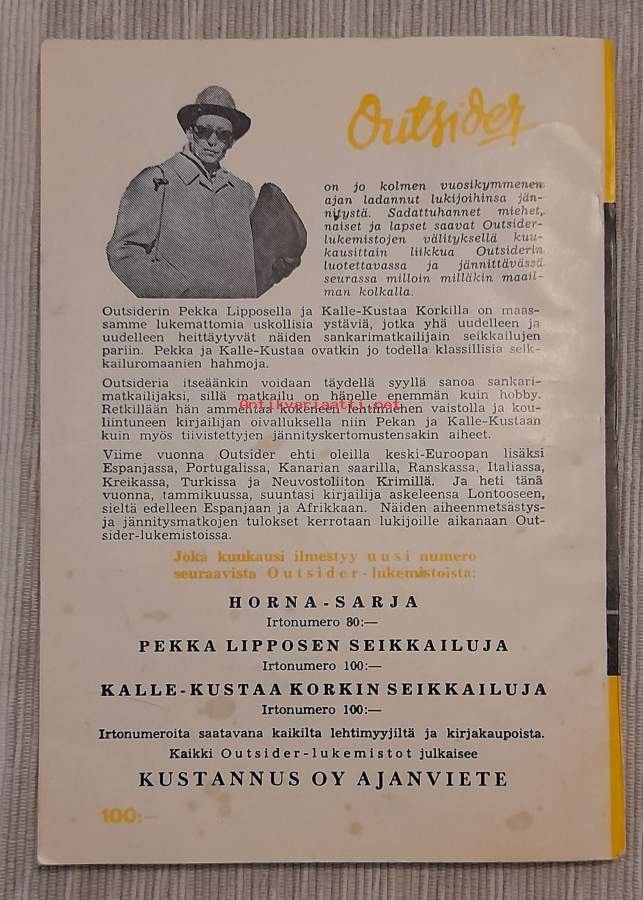 Outsider
on jo kolmen vuosikymmenen
ajan ladannut lukijoihinsa jän-
nitystä. Sadattuhannet miehet,
naiset ja lapset saavat Outsider-
lukemistojen välityksellä kuu-
kausittain liikkua Outsiderin
luotettavassa ja jännittävässä
seurassa milloin milläkin maail-
man kolkalla.
Outsiderin Pekka Lipposella ja Kalle-Kustaa Korkilla on maas-
samme lukemattomia uskollisia ystäviä, jotka yhä uudelleen ja
uudelleen heittäytyvät näiden sankarimatkailijain seikkailujen
pariin. Pekka ja Kalle-Kustaa ovatkin jo todella klassillisia seik-
kailuromaanien hahmoja.
Outsideria itseäänkin voidaan täydellä syyllä sanoa sankari-
matkailijaksi, sillä matkailu on hänelle enemmän kuin hobby.
Antikvariaatti.net
Retkillään hän ammentaa kokeneen lehtimiehen vaistolla ja kou-
liintuneen kirjailijan oivalluksella niin Pekan ja Kalle-Kustaan
kuin myös tiivistettyjen jännityskertomustensakin aiheet.
Viime vuonna Outsider ehti oleilla keski-Euroopan lisäksi
Espanjassa, Portugalissa, Kanarian saarilla, Ranskassa, Italiassa,
Kreikassa, Turkissa ja Neuvostoliiton Krimillä. Ja heti tänä
vuonna, tammikuussa, suuntasi kirjailija askeleensa Lontooseen,
sieltä edelleen Espanjaan ja Afrikkaan. Näiden aiheenmetsästys-
ja jännitysmatkojen tulokset kerrotaan lukijoille aikanaan Out-
sider-lukemistoissa.
Joka kuukausi ilmestyy uusi numero
seuraavista Outsider-lukemistoista:
HORNA-SARJA
Irtonumero 80:—
PEKKA LIPPOSEN SEIKKAILUJA
Irtonumero 100:—
KALLE-KUSTAA KORKIN SEIKKAILUJA
Irtonumero 100:—
Irtonumeroita saatavana kaikilta lehtimyyjiltä ja kirjakaupoista.
Kaikki Outsider-lukemistot julkaisee
KUSTANNUS OY AJANVIETE
100:—